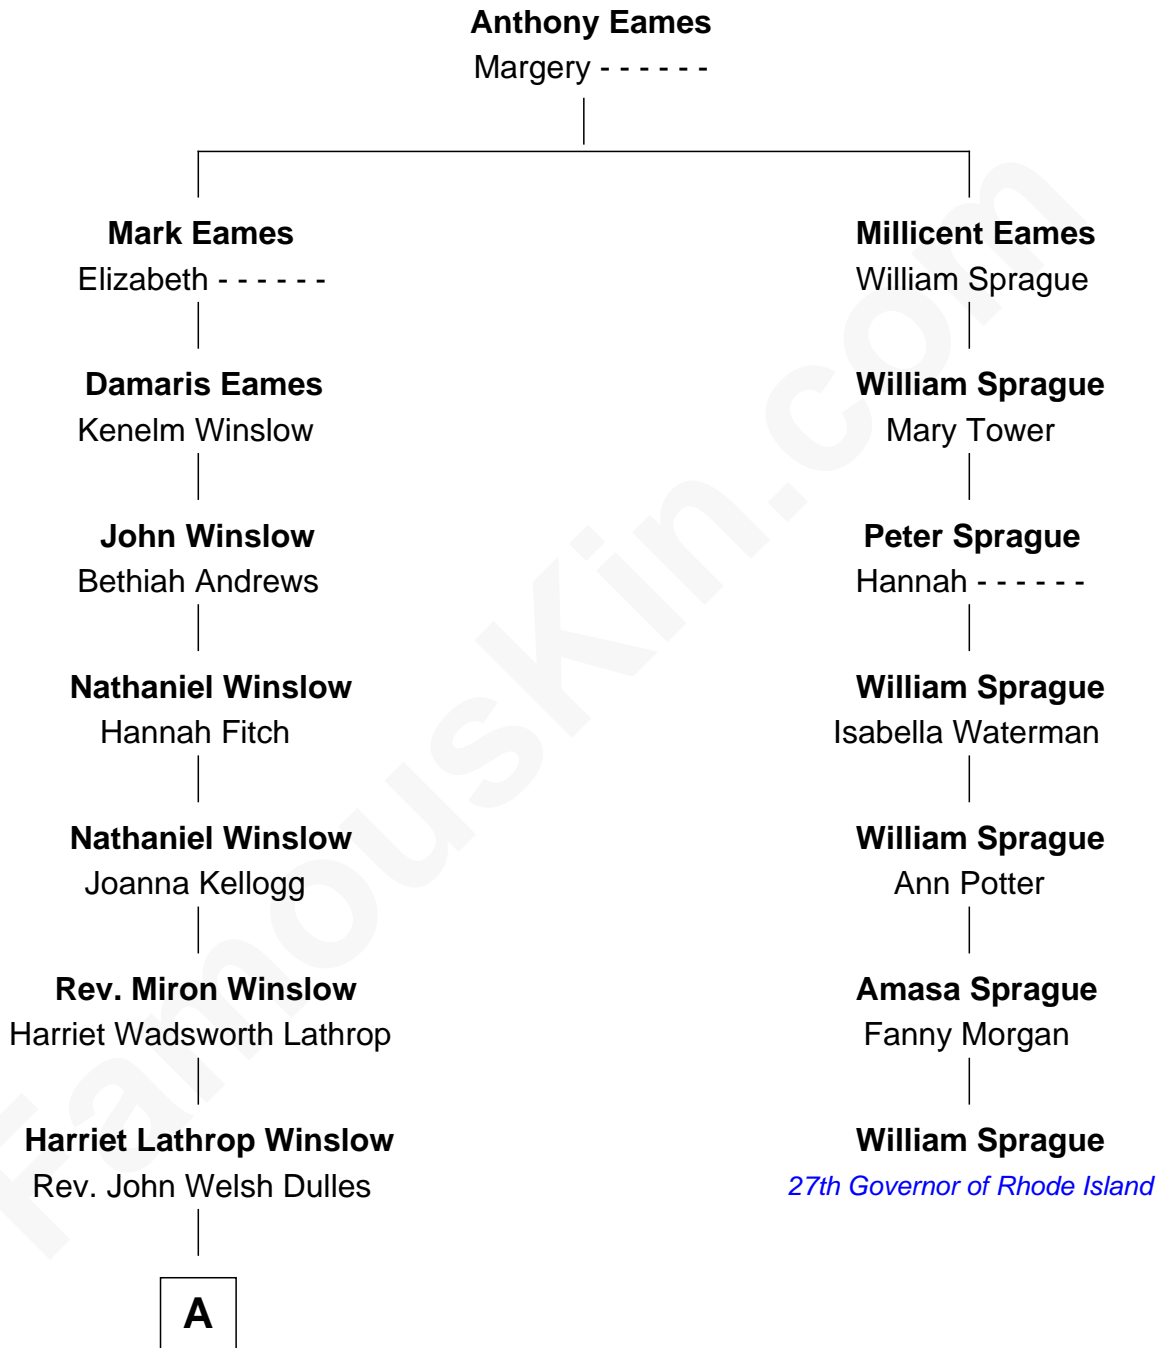 Anthony Eames
Margery - - - - - -
Mark Eames
Elizabeth - - - - - -
Millicent Eames
William Sprague
Damaris Eames
Kenelm Winslow
William Sprague
Mary Tower
John Winslow
Bethiah Andrews
Peter Sprague
Hannah - - - - - -
Nathaniel Winslow
Hannah Fitch
William Sprague
Isabella Waterman
Nathaniel Winslow
Joanna Kellogg
William Sprague
Ann Potter
Rev. Miron Winslow
Harriet Wadsworth Lathrop
Amasa Sprague
Fanny Morgan
Harriet Lathrop Winslow
Rev. John Welsh Dulles
William Sprague
27th Governor of Rhode Island
A
FamousKin.com